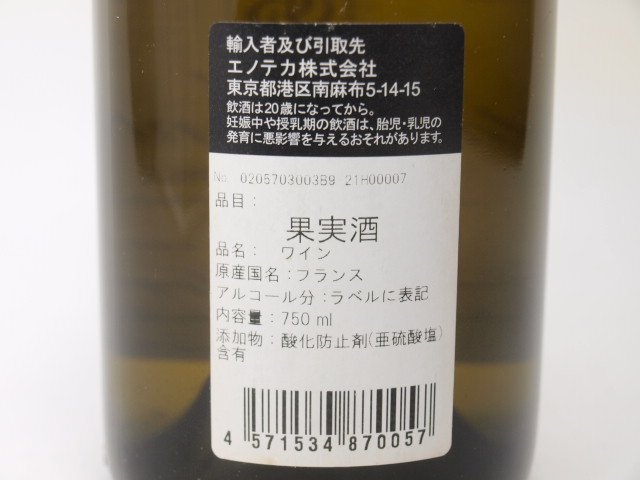 輸入者及び引取先
エノテカ株式会社
東京都港区南麻布5-14-15
飲酒は20歳になってから。
妊娠中や授乳期の飲酒は、胎児・乳児の
発育に悪影響を与えるおそれがあります。
No. 0205703003B9 21H00007
品目：
果実酒
品名： ワイン
原産国名：フランス
アルコール分：ラベルに表記
内容量：750 ml
添加物：酸化防止剤(亜硫酸塩)
含有
4 571534 870057